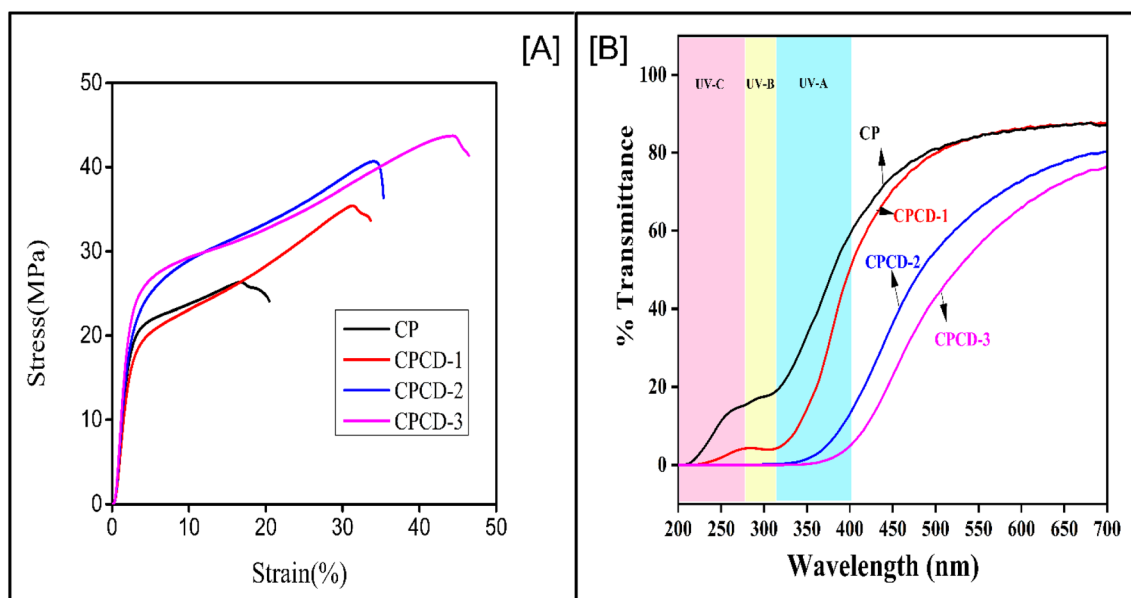 [A]
Stress(MPa)
50
40
30
20
10
0
CP
CPCD-1
CPCD-2
CPCD-3
0 10 20 30 40 50
Strain(%)
[B]
% Transmittance
100
80
60
40
20
0
UV-C UV-B UV-A
CP
CPCD-1
CPCD-2
CPCD-3
200 250 300 350 400 450 500 550 600 650 700
Wavelength (nm)